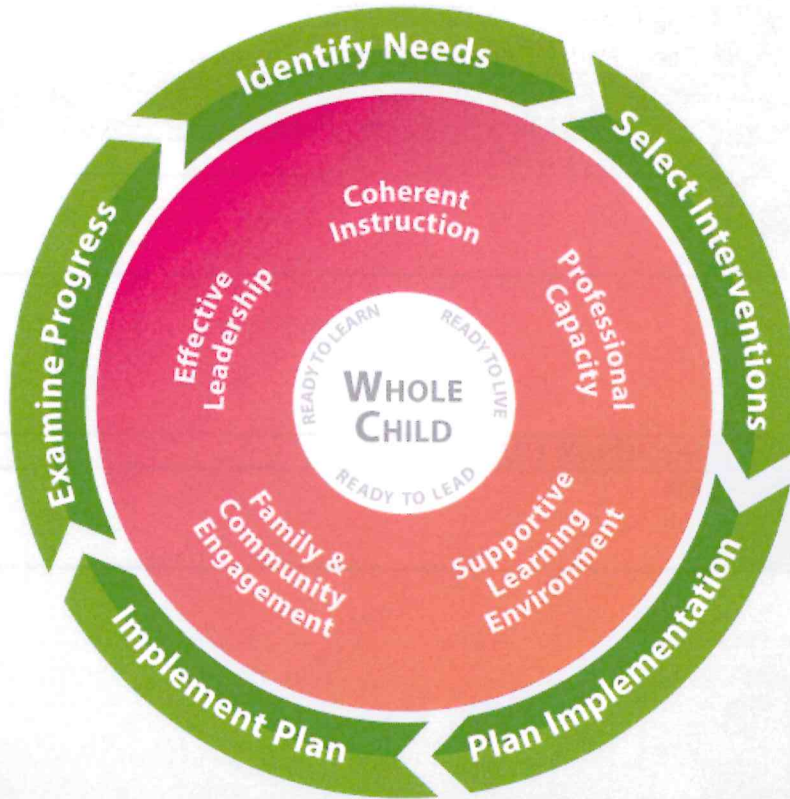 Identify Needs
Select Interventions
Plan Implementation
Implement Plan
Examine Progress
Coherent
Instruction
Professional
Capacity
Supportive
Learning
Environment
Family &
Community
Engagement
Effective
Leadership
READY TO LEARN
READY TO LIVE
READY TO LEAD
WHOLE
CHILD